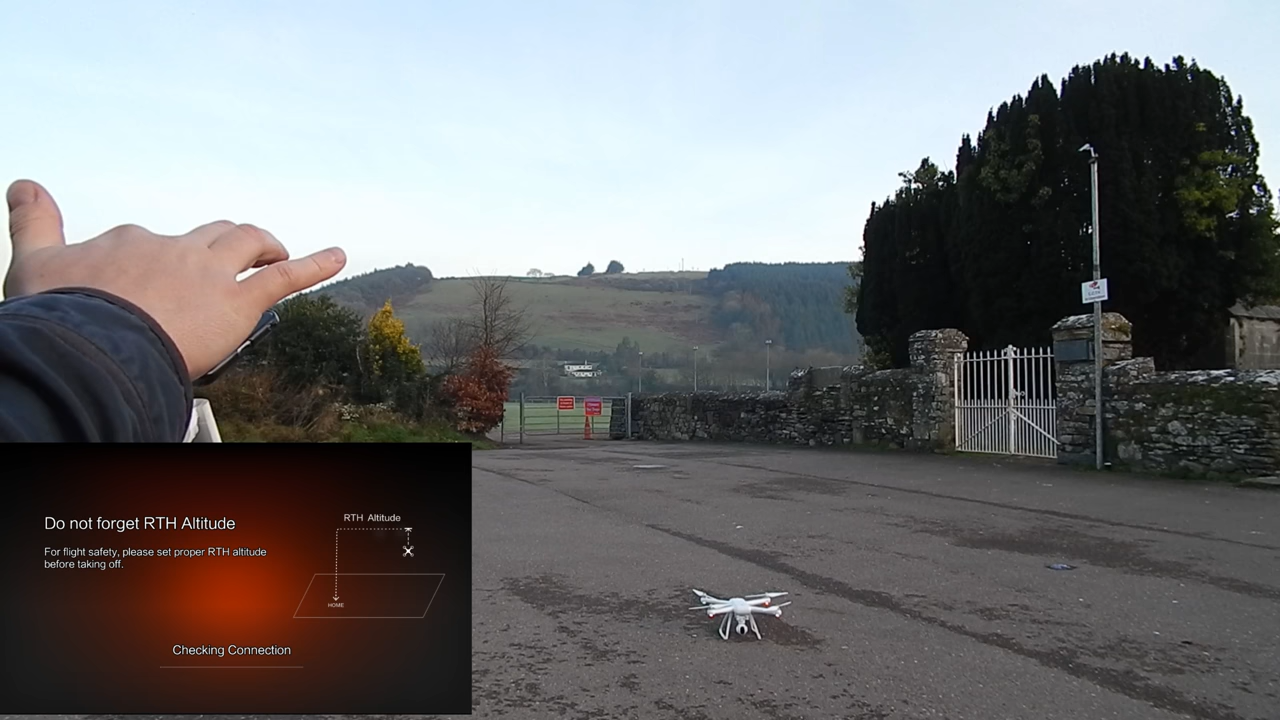 Do not forget RTH Altitude
For flight safety, please set proper RTH altitude
before taking off.
RTH Altitude
HOME
Checking Connection